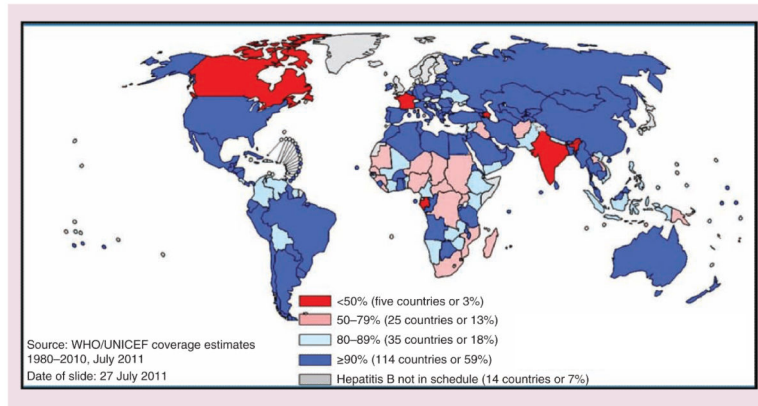 <50% (five countries or 3%)
50–79% (25 countries or 13%)
80–89% (35 countries or 18%)
≥90% (114 countries or 59%)
Hepatitis B not in schedule (14 countries or 7%)
Source: WHO/UNICEF coverage estimates
1980–2010, July 2011
Date of slide: 27 July 2011